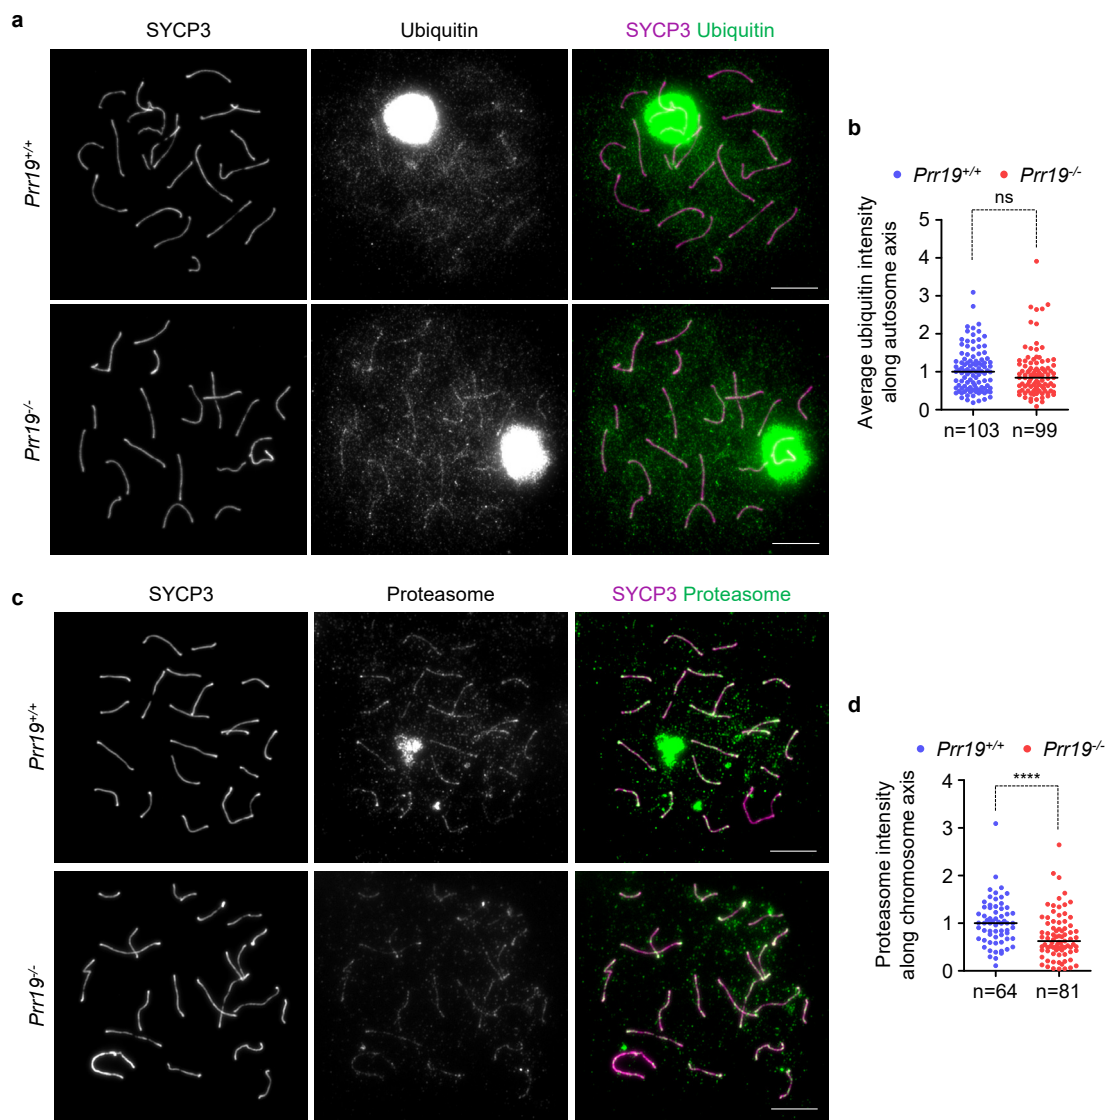 a
SYCP3 Ubiquitin SYCP3 Ubiquitin
Prr19+/+
Prr19-/-
b
Prr19+/+ Prr19-/-
ns
Average ubiquitin intensity
along autosome axis
5
4
3
2
1
0
n=103 n=99
c
SYCP3 Proteasome SYCP3 Proteasome
Prr19+/+
Prr19-/-
d
Prr19+/+ Prr19-/-
****
Proteasome intensity
along chromosome axis
4
3
2
1
0
n=64 n=81